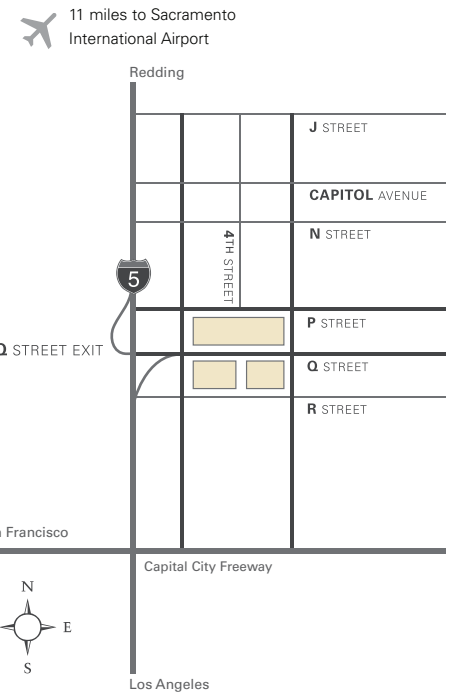 11 miles to Sacramento
International Airport
Redding
J STREET
CAPITOL AVENUE
N STREET
4TH STREET
5
P STREET
Q STREET EXIT
Q STREET
R STREET
Francisco
Capital City Freeway
N
E
S
Los Angeles